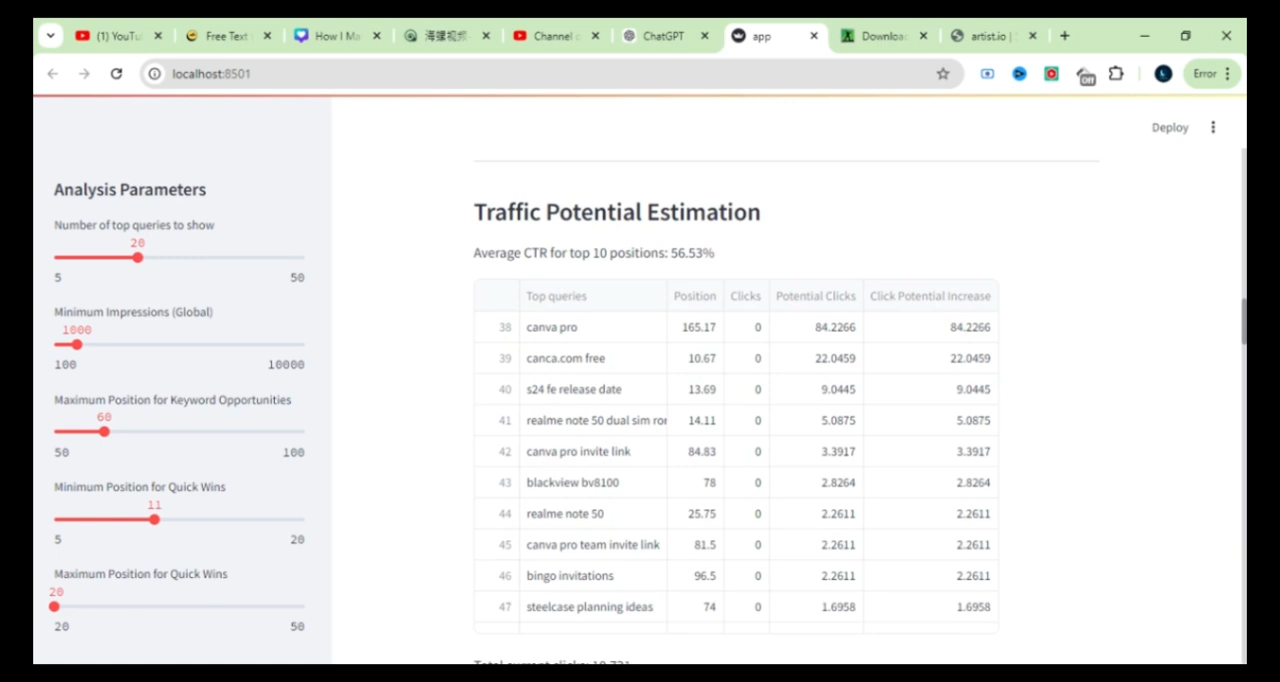 (1) YouTu
Free Text
How I Ma
海螺视频
Channel c
ChatGPT
app
Downloa
artist.io |
localhost:8501
Off
L
Error
Deploy
Analysis Parameters
Number of top queries to show
20
5 50
Minimum Impressions (Global)
1000
100 10000
Maximum Position for Keyword Opportunities
60
50 100
Minimum Position for Quick Wins
11
5 20
Maximum Position for Quick Wins
20
20 50
Traffic Potential Estimation
Average CTR for top 10 positions: 56.53%
Top queries Position Clicks Potential Clicks Click Potential Increase
38 canva pro 165.17 0 84.2266 84.2266
39 canca.com free 10.67 0 22.0459 22.0459
40 s24 fe release date 13.69 0 9.0445 9.0445
41 realme note 50 dual sim ror 14.11 0 5.0875 5.0875
42 canva pro invite link 84.83 0 3.3917 3.3917
43 blackview bv8100 78 0 2.8264 2.8264
44 realme note 50 25.75 0 2.2611 2.2611
45 canva pro team invite link 81.5 0 2.2611 2.2611
46 bingo invitations 96.5 0 2.2611 2.2611
47 steelcase planning ideas 74 0 1.6958 1.6958
Total current clicks: